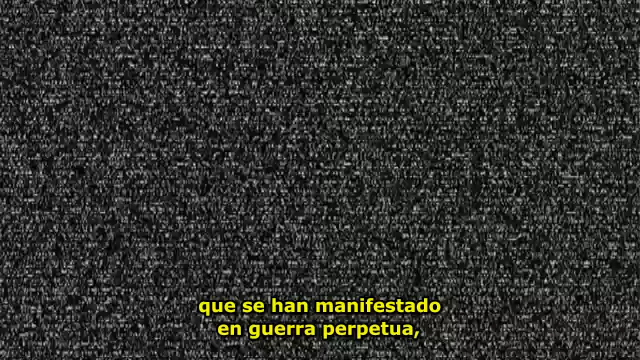 que se han manifestado
en guerra perpetua,